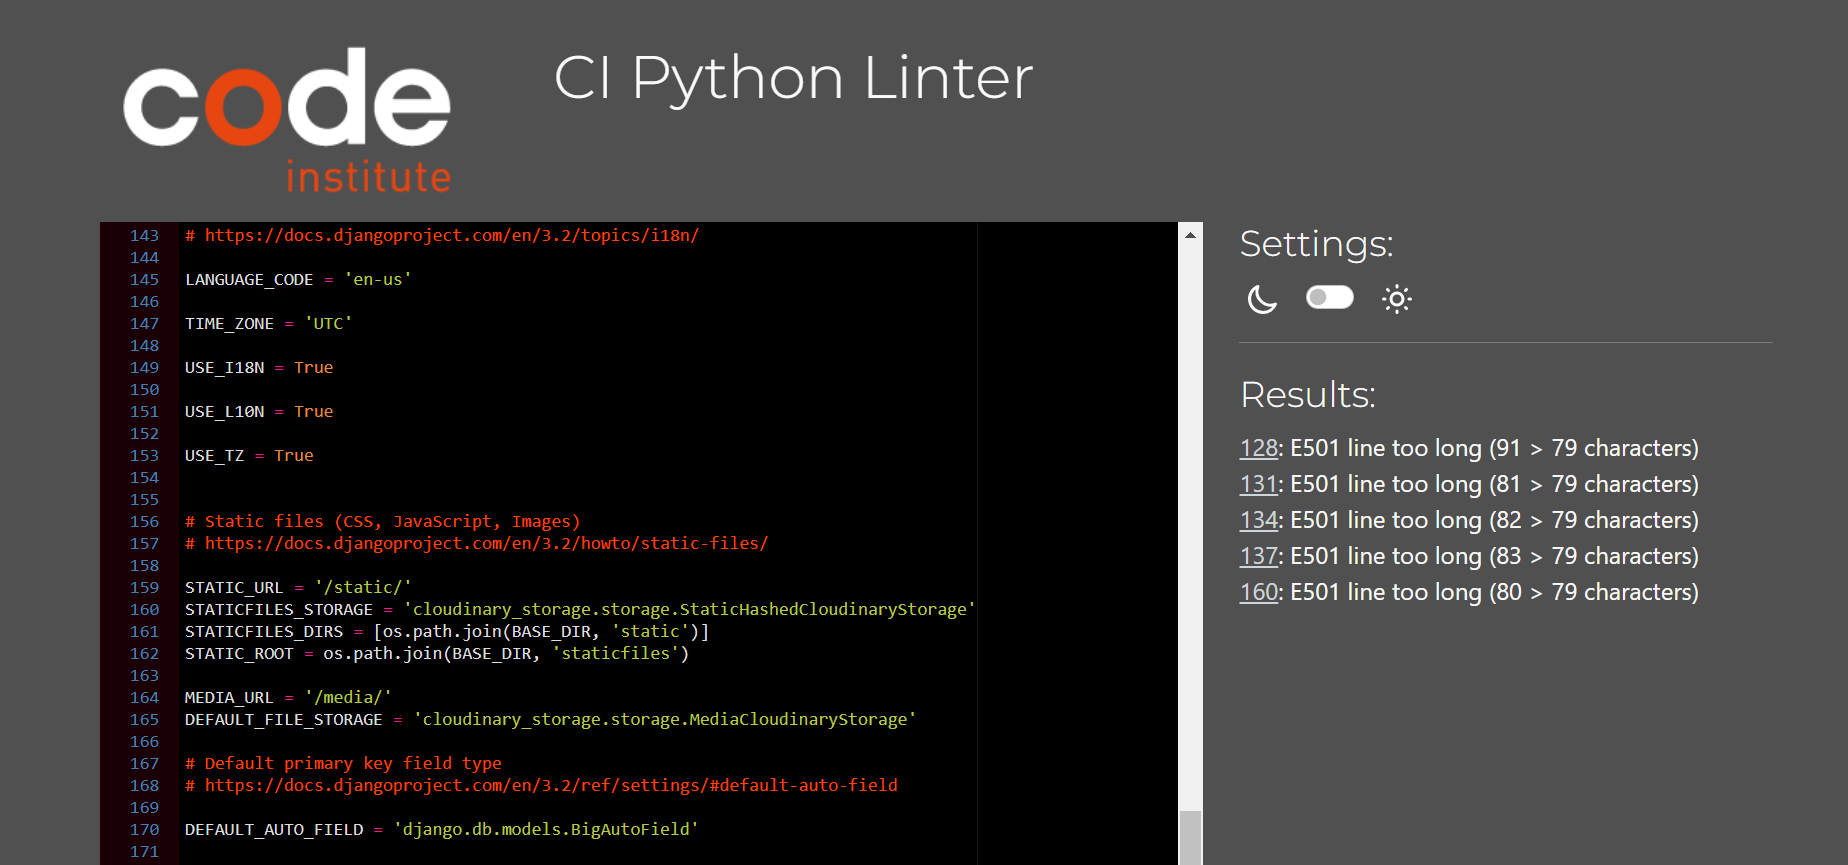 code
institute
CI Python Linter
143 # https://docs.djangoproject.com/en/3.2/topics/i18n/
144
145 LANGUAGE_CODE = 'en-us'
146
147 TIME_ZONE = 'UTC'
148
149 USE_I18N = True
150
151 USE_L10N = True
152
153 USE_TZ = True
154
155
156 # Static files (CSS, JavaScript, Images)
157 # https://docs.djangoproject.com/en/3.2/howto/static-files/
158
159 STATIC_URL = '/static/'
160 STATICFILES_STORAGE = 'cloudinary_storage.storage.StaticHashedCloudinaryStorage'
161 STATICFILES_DIRS = [os.path.join(BASE_DIR, 'static')]
162 STATIC_ROOT = os.path.join(BASE_DIR, 'staticfiles')
163
164 MEDIA_URL = '/media/'
165 DEFAULT_FILE_STORAGE = 'cloudinary_storage.storage.MediaCloudinaryStorage'
166
167 # Default primary key field type
168 # https://docs.djangoproject.com/en/3.2/ref/settings/#default-auto-field
169
170 DEFAULT_AUTO_FIELD = 'django.db.models.BigAutoField'
171
Settings:
Results:
128: E501 line too long (91 > 79 characters)
131: E501 line too long (81 > 79 characters)
134: E501 line too long (82 > 79 characters)
137: E501 line too long (83 > 79 characters)
160: E501 line too long (80 > 79 characters)